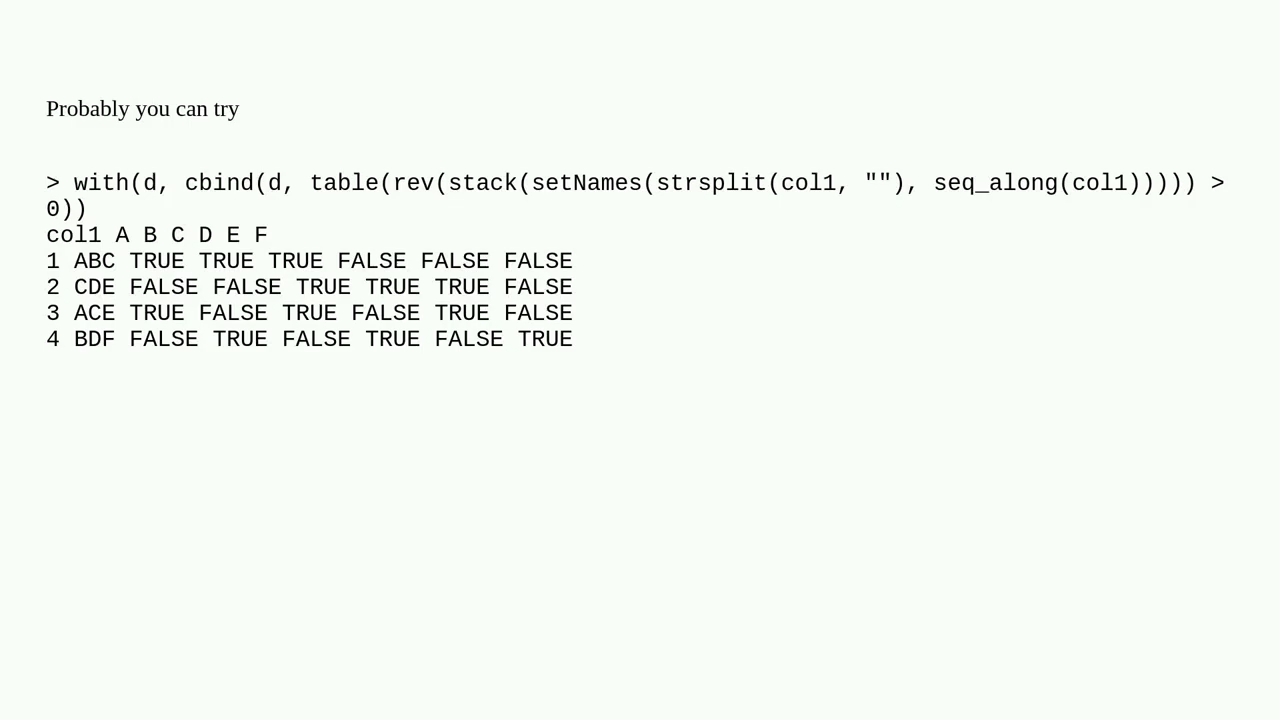 Probably you can try
> with(d, cbind(d, table(rev(stack(setNames(strsplit(col1, ""), seq_along(col1))))) >
0))
col1 A B C D E F
1 ABC TRUE TRUE TRUE FALSE FALSE FALSE
2 CDE FALSE FALSE TRUE TRUE TRUE FALSE
3 ACE TRUE FALSE TRUE FALSE TRUE FALSE
4 BDF FALSE TRUE FALSE TRUE FALSE TRUE